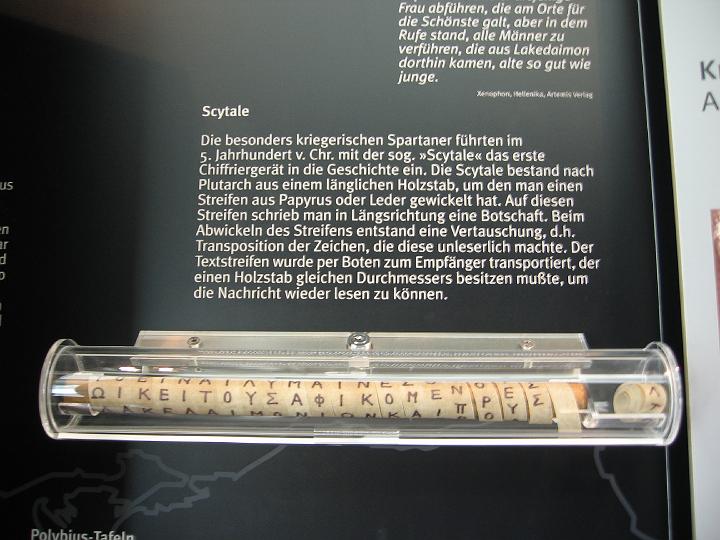 Frau abführen, die am Orte für
die Schönste galt, aber in dem
Rufe stand, alle Männer zu
verführen, die aus Lakedaimon
dorthin kamen, alte so gut wie
junge.
Xenophon, Hellenika, Artemis Verlag
Scytale
Die besonders kriegerischen Spartaner führten im
5. Jahrhundert v. Chr. mit der sog. »Scytale« das erste
Chiffriergerät in die Geschichte ein. Die Scytale bestand nach
Plutarch aus einem länglichen Holzstab, um den man einen
Streifen aus Papyrus oder Leder gewickelt hat. Auf diesen
Streifen schrieb man in Längsrichtung eine Botschaft. Beim
Abwickeln des Streifens entstand eine Vertauschung, d.h.
Transposition der Zeichen, die diese unleserlich machte. Der
Textstreifen wurde per Boten zum Empfänger transportiert, der
einen Holzstab gleichen Durchmessers besitzen mußte, um
die Nachricht wieder lesen zu können.
ΩΙΚΕΙΤΟΥΣΑΦΙΚΟΜΕΝ
Polybius-Tafeln